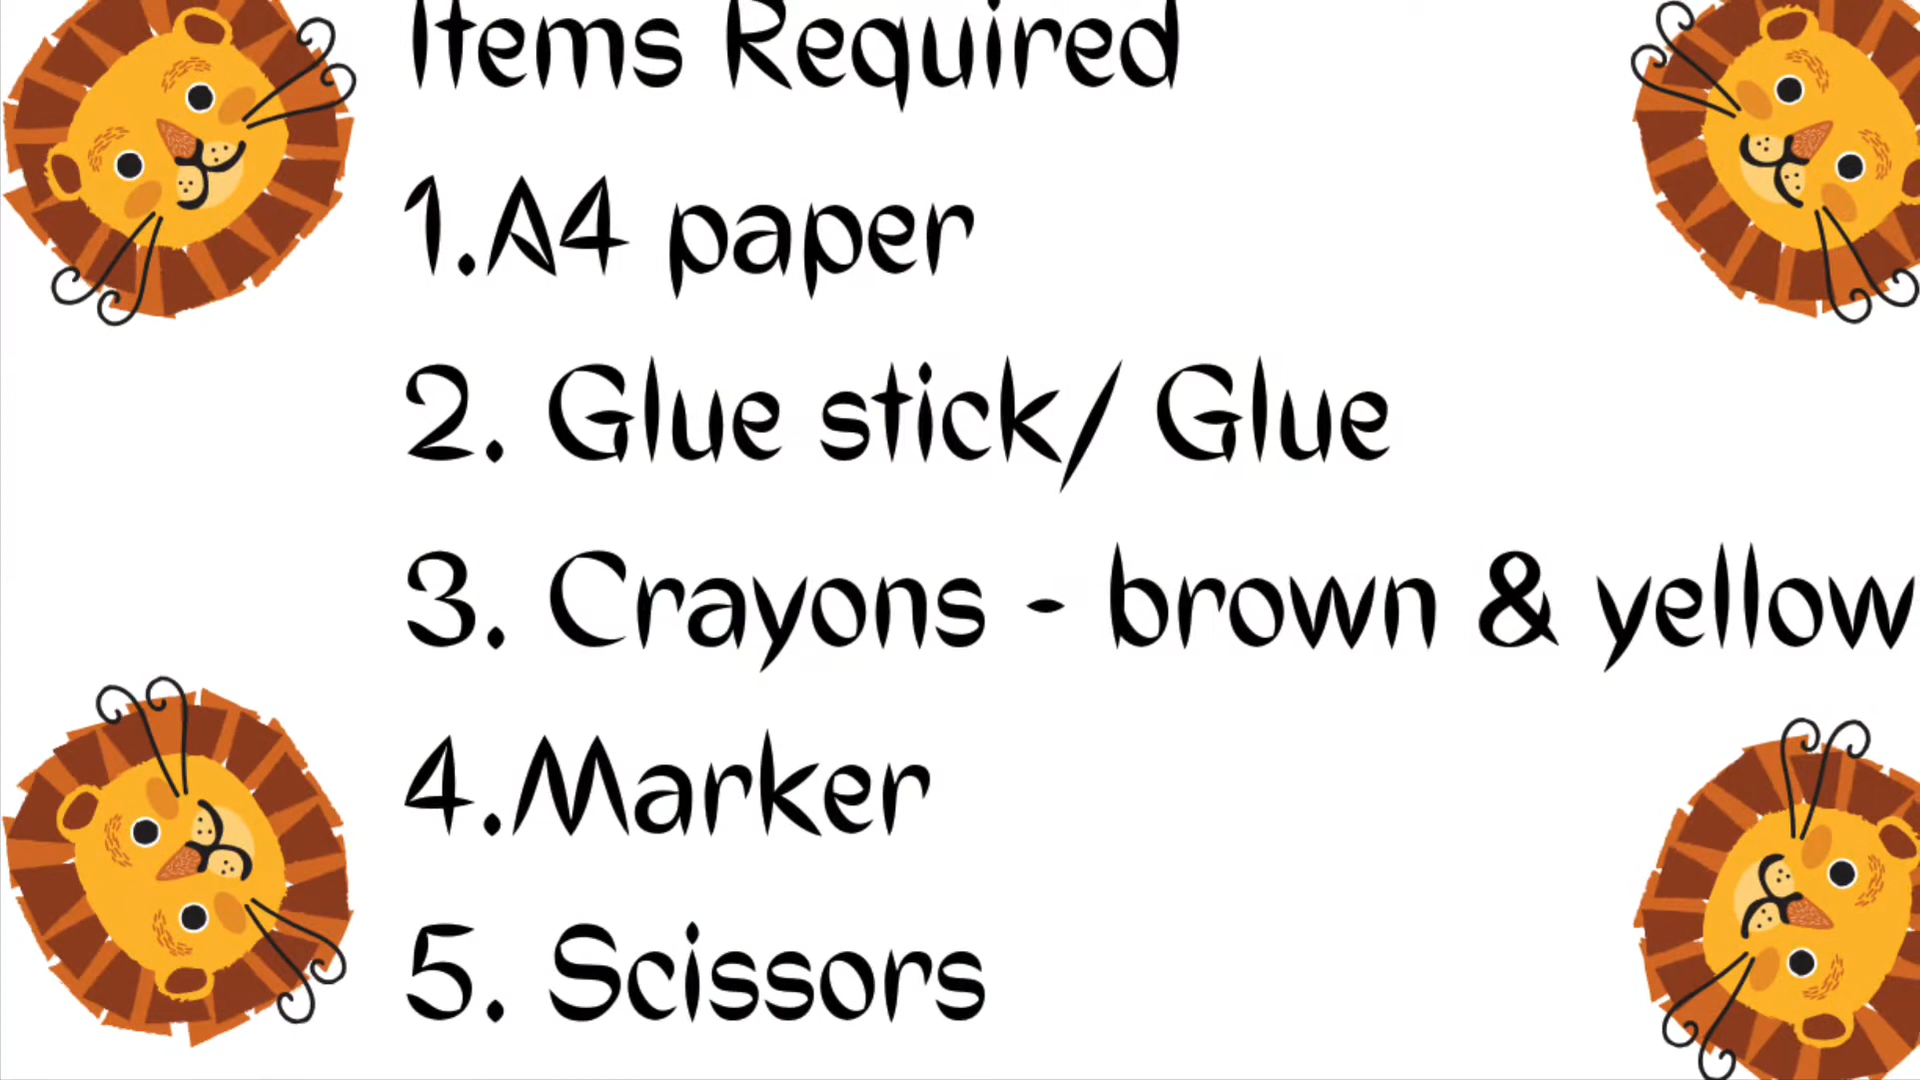 Items Required
1.A4 paper
2. Glue stick/ Glue
3. Crayons - brown & yellow
4.Marker
5. Scissors